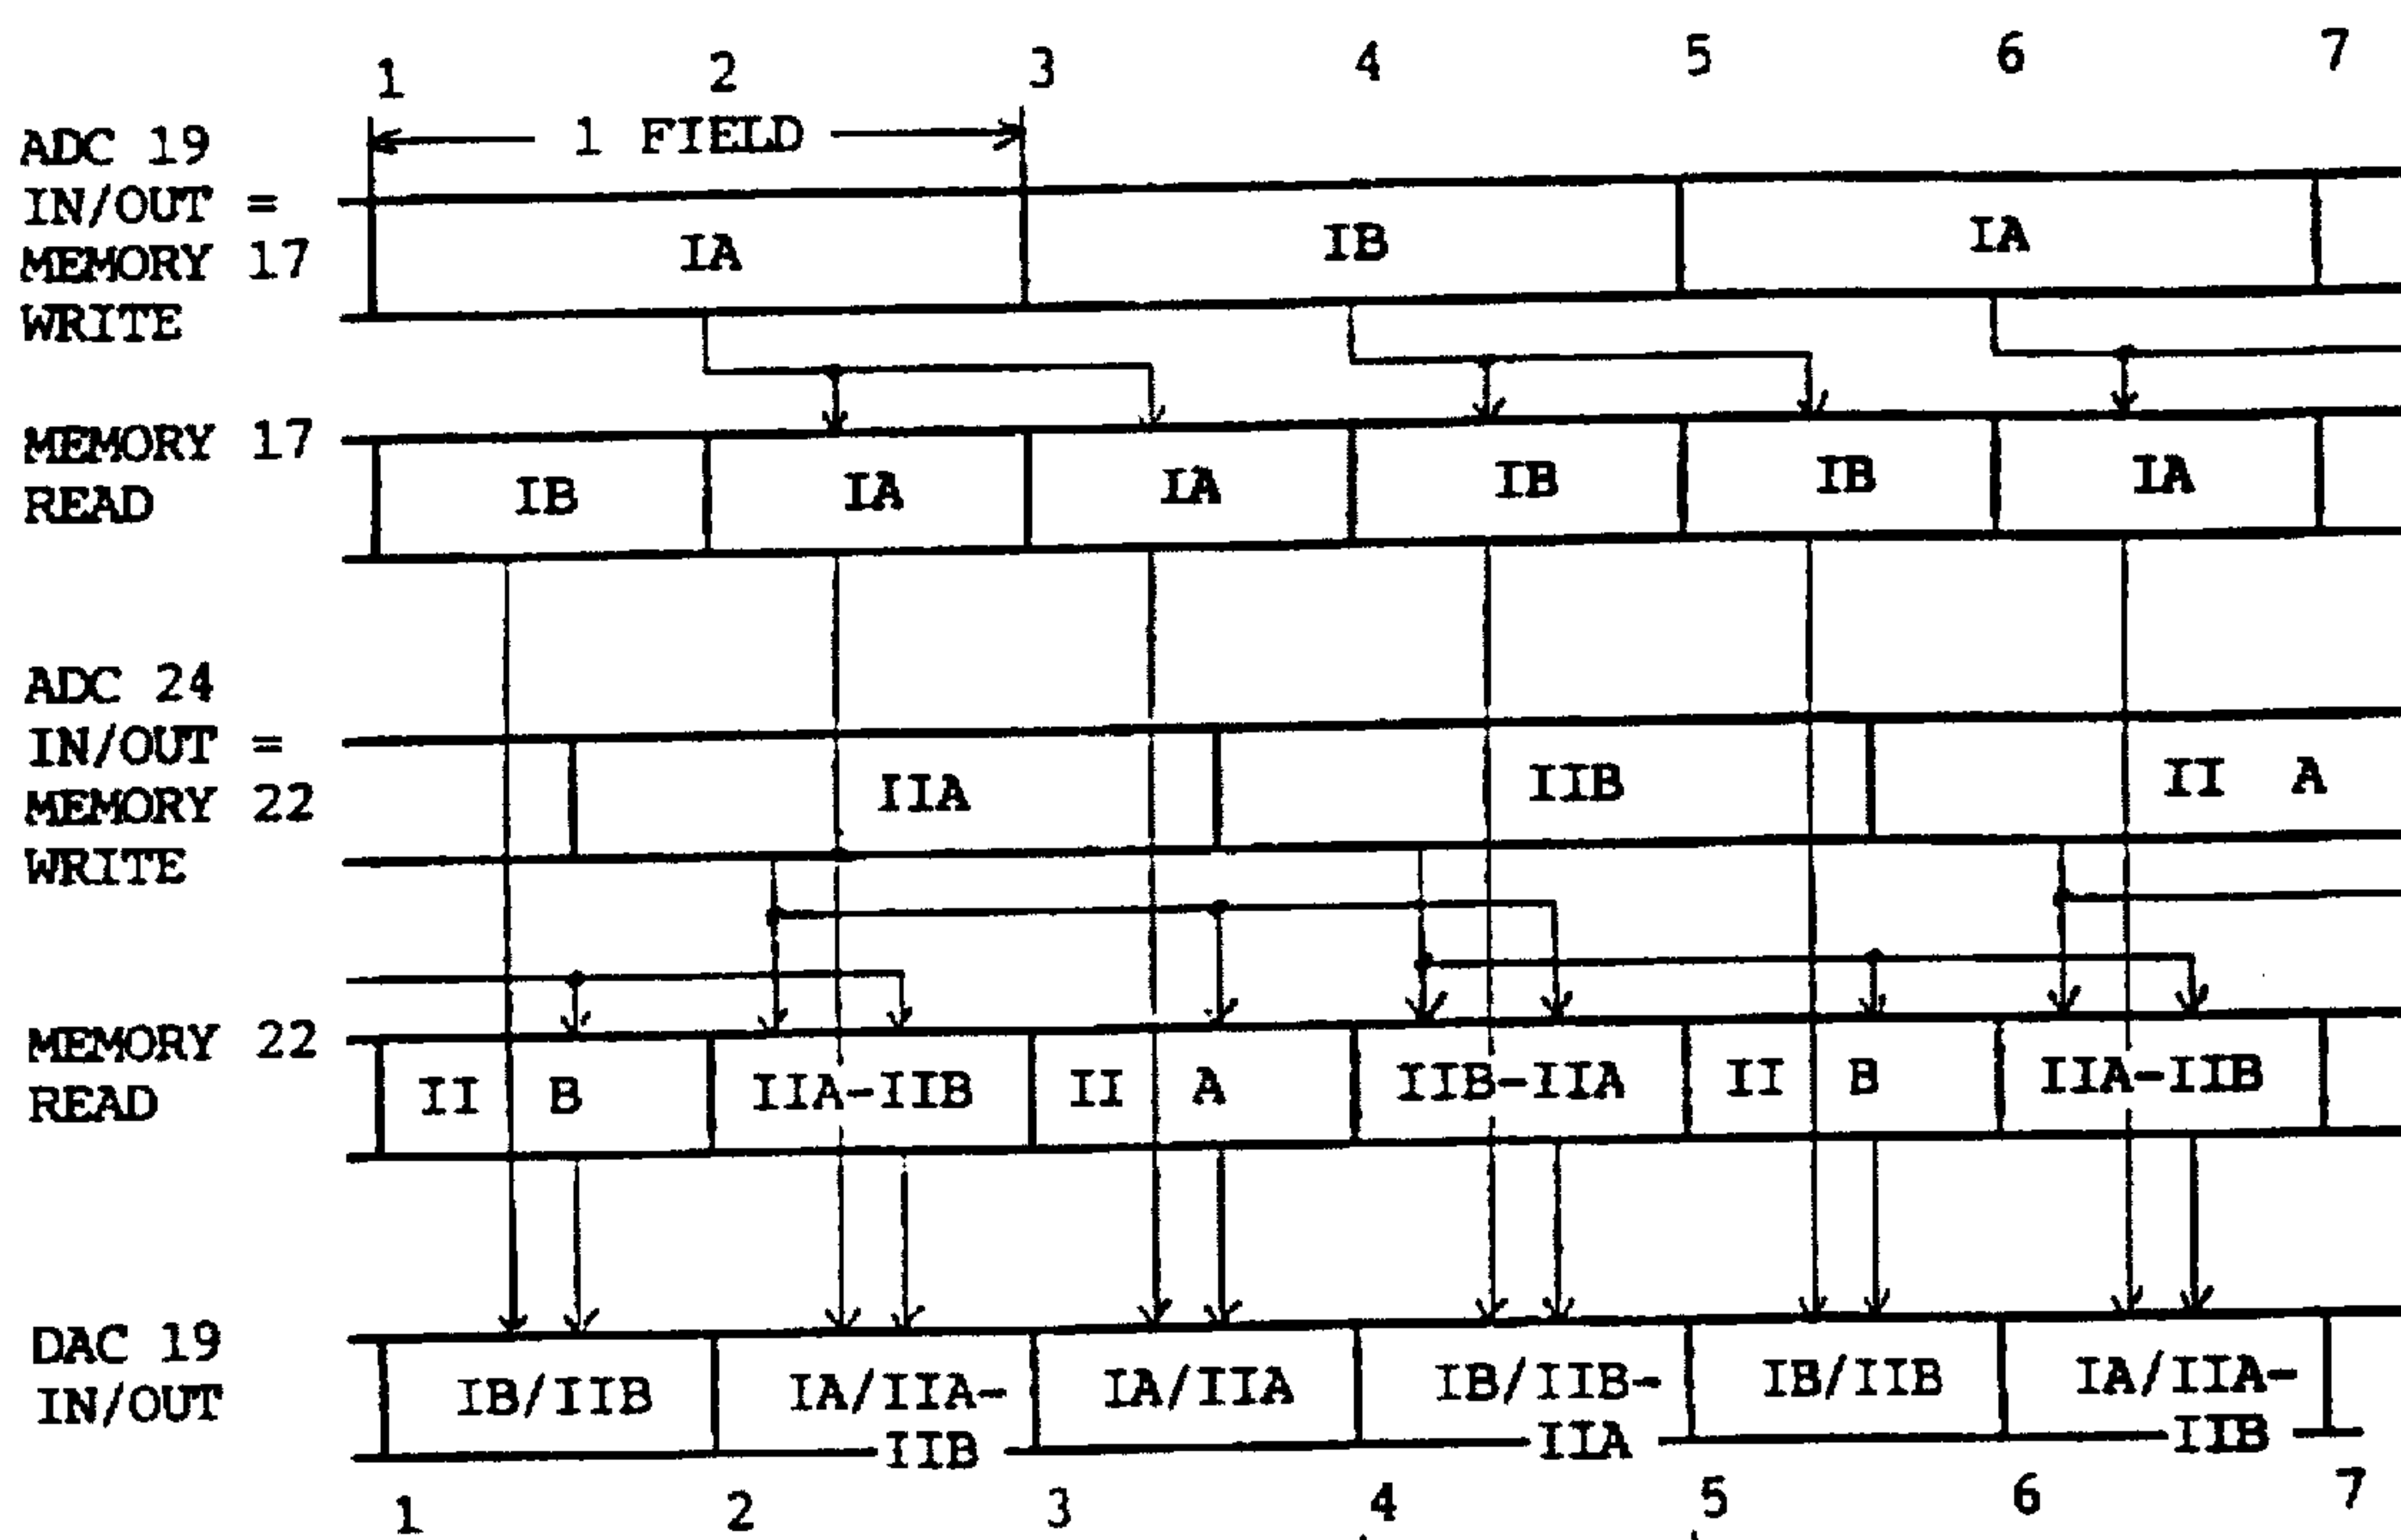 1 2 3 4 5 6 7
1 FIELD
ADC 19
IN/OUT =
MEMORY 17
WRITE
IA IB IA
MEMORY 17
READ
IB IA IA IB IB IA
ADC 24
IN/OUT =
MEMORY 22
WRITE
IIA IIB II A
MEMORY 22
READ
II B IIA-IIB II A IIB-IIA II B IIA-IIB
DAC 19
IN/OUT
IB/IIB IA/IIA- IA/IIA IB/IIB- IB/IIB IA/IIA-
IIB IIA IIB
1 2 3 4 5 6 7